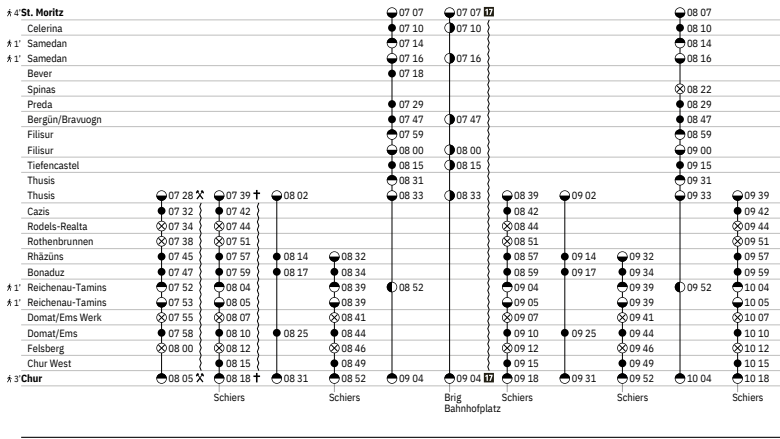 4' St. Moritz 07 07 07 07 17 08 07
Celerina 07 10 07 10 08 10
1' Samedan 07 14 08 14
1' Samedan 07 16 07 16 08 16
Bever 07 18
Spinas 08 22
Preda 07 29 08 29
Bergün/Bravuogn 07 47 07 47 08 47
Filisur 07 59 08 59
Filisur 08 00 08 00 09 00
Tiefencastel 08 15 08 15 09 15
Thusis 08 31 09 31
Thusis 07 28 07 39 08 02 08 33 08 33 08 39 09 02 09 33 09 39
Cazis 07 32 07 42 08 42 09 42
Rodels-Realta 07 34 07 44 08 44 09 44
Rothenbrunnen 07 38 07 51 08 51 09 51
Rhäzüns 07 45 07 57 08 14 08 32 08 57 09 14 09 32 09 57
Bonaduz 07 47 07 59 08 17 08 34 08 59 09 17 09 34 09 59
1' Reichenau-Tamins 07 52 08 04 08 39 08 52 09 04 09 39 09 52 10 04
1' Reichenau-Tamins 07 53 08 05 08 39 09 05 09 39 10 05
Domat/Ems Werk 07 55 08 07 08 41 09 07 09 41 10 07
Domat/Ems 07 58 08 10 08 25 08 44 09 10 09 25 09 44 10 10
Felsberg 08 00 08 12 08 46 09 12 09 46 10 12
Chur West 08 15 08 49 09 15 09 49 10 15
3' Chur 08 05 08 18 08 31 08 52 09 04 09 04 17 09 18 09 31 09 52 10 04 10 18
Schiers Schiers Brig Schiers Schiers Schiers
Bahnhofplatz